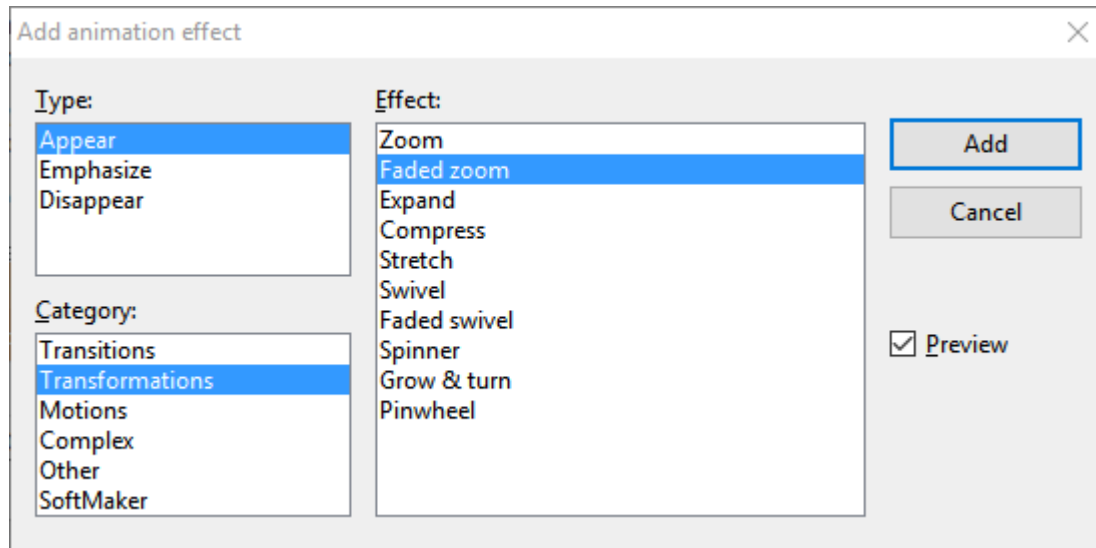 Add animation effect
Type:
Appear
Emphasize
Disappear
Category:
Transitions
Transformations
Motions
Complex
Other
SoftMaker
Effect:
Zoom
Faded zoom
Expand
Compress
Stretch
Swivel
Faded swivel
Spinner
Grow & turn
Pinwheel
Add
Cancel
Preview